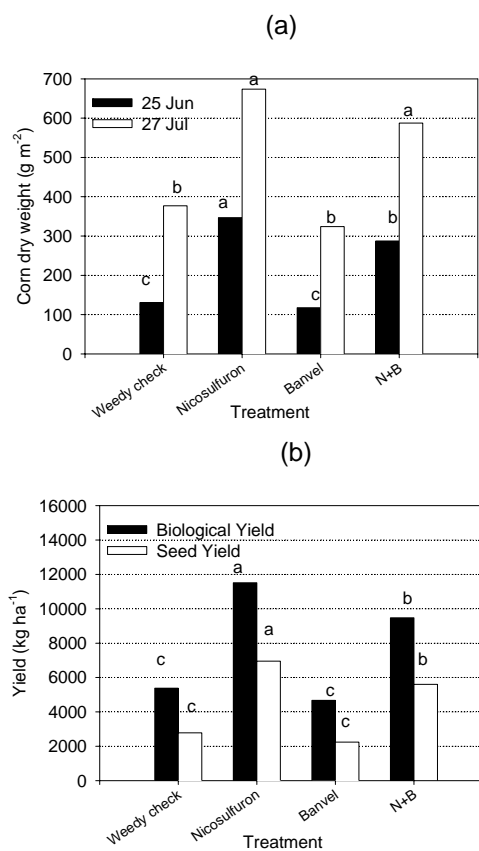 (a)
700
600
500
400
300
200
100
0
Corn dry weight (g m-2)
25 Jun
27 Jul
c
b
a
a
c
b
b
a
Weedy check
Nicosulfuron
Banvel
N+B
Treatment
(b)
16000
14000
12000
10000
8000
6000
4000
2000
0
Yield (kg ha-1)
Biological Yield
Seed Yield
c
c
a
a
c
c
b
b
Weedy check
Nicosulfuron
Banvel
N+B
Treatment